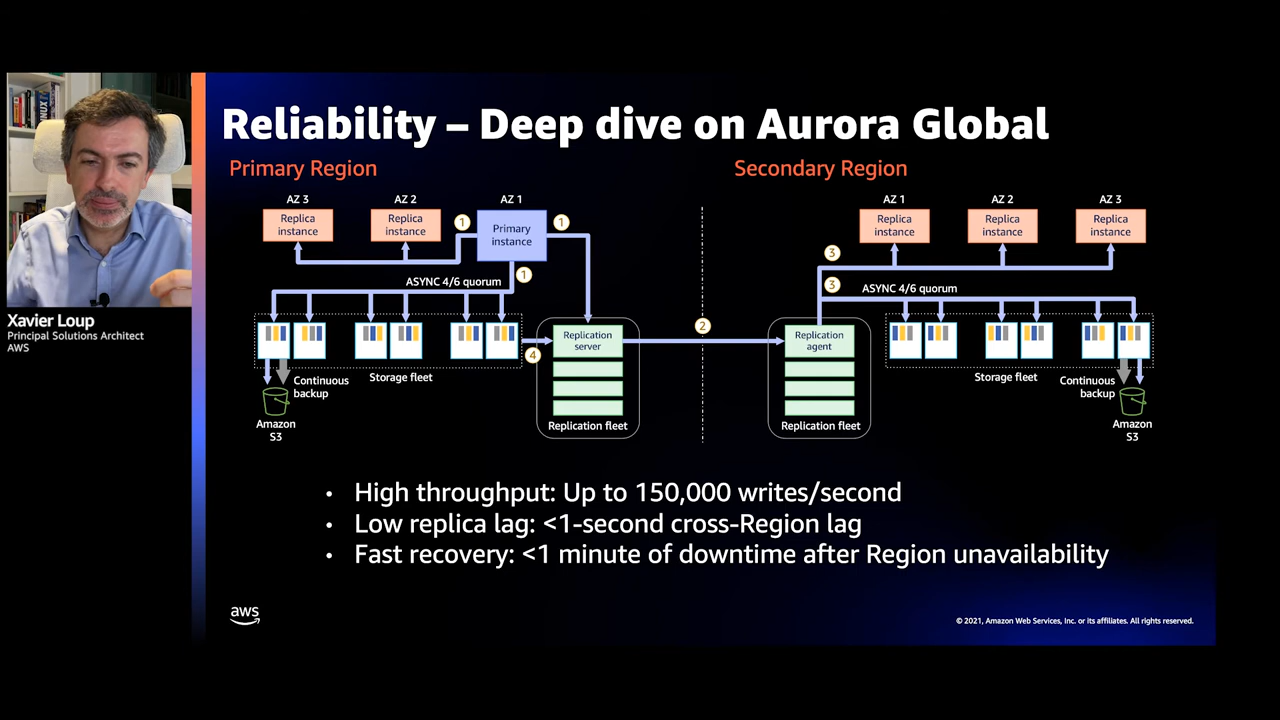 Reliability – Deep dive on Aurora Global
Primary Region
Secondary Region
AZ 3
AZ 2
AZ 1
AZ 1
AZ 2
AZ 3
Replica
instance
Replica
instance
1
Primary
instance
1
Replica
instance
Replica
instance
Replica
instance
3
1
ASYNC 4/6 quorum
3
ASYNC 4/6 quorum
Xavier Loup
Principal Solutions Architect
AWS
4
Replication
server
2
Replication
agent
Continuous
backup
Storage fleet
Storage fleet
Continuous
backup
Amazon
S3
Replication fleet
Replication fleet
Amazon
S3
• High throughput: Up to 150,000 writes/second
• Low replica lag: <1-second cross-Region lag
• Fast recovery: <1 minute of downtime after Region unavailability
aws
© 2021, Amazon Web Services, Inc. or its affiliates. All rights reserved.